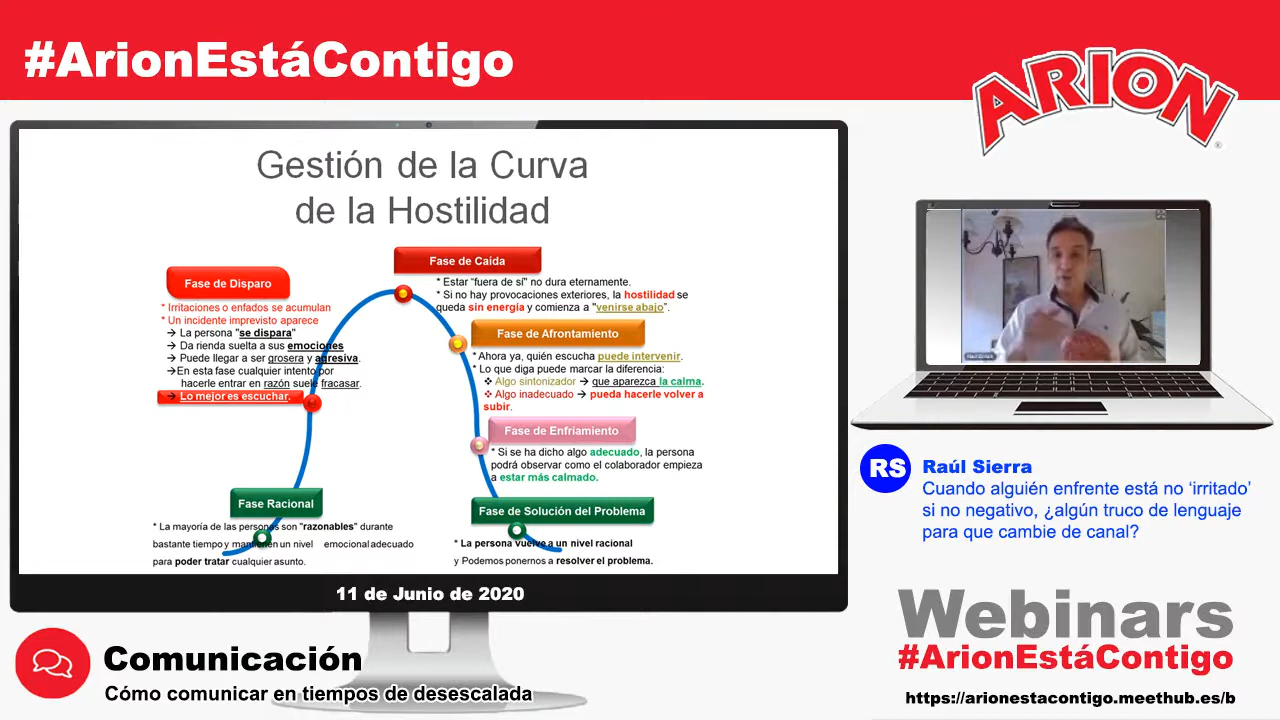 #ArionEstáContigo
ARION
®
Gestión de la Curva
de la Hostilidad
Fase de Disparo
* Irritaciones o enfados se acumulan
* Un incidente imprevisto aparece
→ La persona "se dispara"
→ Da rienda suelta a sus emociones
→ Puede llegar a ser grosera y agresiva.
→En esta fase cualquier intento por
hacerle entrar en razón suele fracasar.
→ Lo mejor es escuchar.
Fase Racional
* La mayoría de las personas son "razonables" durante
bastante tiempo y mantienen un nivel emocional adecuado
para poder tratar cualquier asunto.
Fase de Caída
* Estar "fuera de sí" no dura eternamente.
* Si no hay provocaciones exteriores, la hostilidad se
queda sin energía y comienza a "venirse abajo".
Fase de Afrontamiento
* Ahora ya, quién escucha puede intervenir.
* Lo que diga puede marcar la diferencia:
❖ Algo sintonizador → que aparezca la calma.
❖ Algo inadecuado → pueda hacerle volver a
subir.
Fase de Enfriamiento
* Si se ha dicho algo adecuado, la persona
podrá observar como el colaborador empieza
a estar más calmado.
Fase de Solución del Problema
* La persona vuelve a un nivel racional
y Podemos ponernos a resolver el problema.
11 de Junio de 2020
RS
Raúl Sierra
Cuando alguién enfrente está no 'irritado'
si no negativo, ¿algún truco de lenguaje
para que cambie de canal?
Comunicación
Cómo comunicar en tiempos de desescalada
Webinars
#ArionEstáContigo
https://arionestacontigo.meethub.es/b